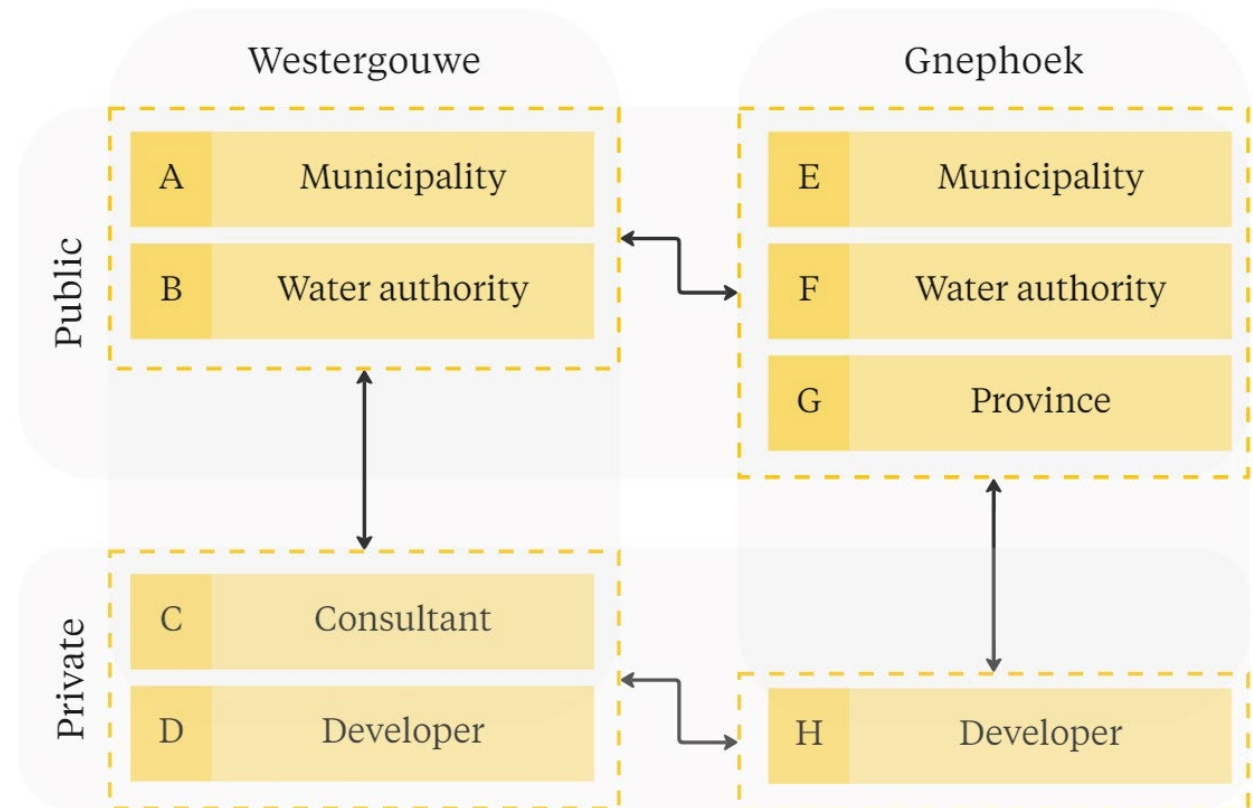 Westergouwe
Gnephoek
Public
A Municipality
B Water authority
E Municipality
F Water authority
G Province
Private
C Consultant
D Developer
H Developer